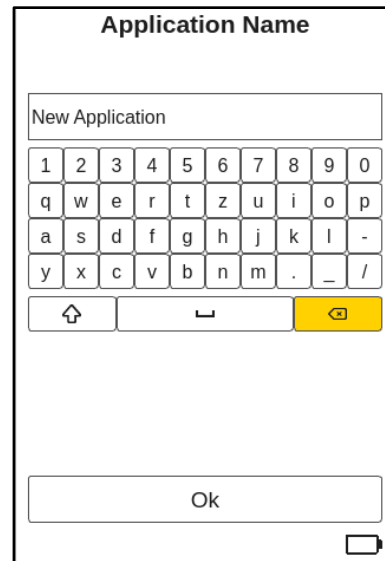 Application Name
New Application
1 2 3 4 5 6 7 8 9 0
q w e r t z u i o p
a s d f g h j k l -
y x c v b n m . _ /
Ok